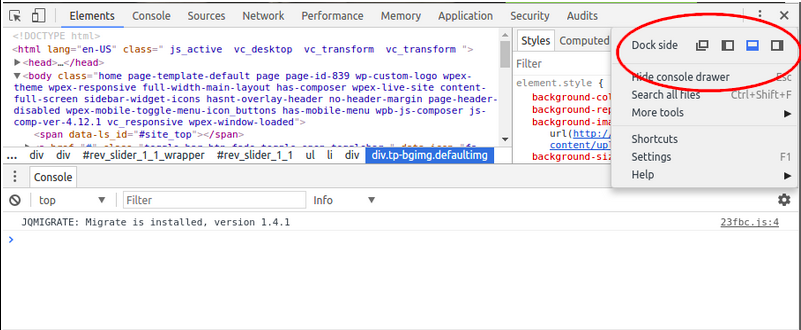 Elements Console Sources Network Performance Memory Application Security Audits
<!DOCTYPE html>
<html lang="en-US" class=" js_active  vc_desktop  vc_transform  vc_transform ">
<head>…</head>
<body class="home page-template-default page page-id-839 wp-custom-logo wpex-
theme wpex-responsive full-width-main-layout has-composer wpex-live-site content-
full-screen sidebar-widget-icons hasnt-overlay-header no-header-margin page-header-
disabled wpex-mobile-toggle-menu-icon_buttons has-mobile-menu wpb-js-composer js-
comp-ver-4.12.1 vc_responsive wpex-window-loaded">
<span data-ls_id="#site_top"></span>
... div div #rev_slider_1_1_wrapper #rev_slider_1_1 ul li div.tp-bgimg.defaultimg
Styles Computed
Filter
element.style {
background-col
background-rep
background-ima
url(http:/
content/upl
background-siz
Dock side
Hide console drawer Esc
Search all files Ctrl+Shift+F
More tools
Shortcuts
Settings F1
Help
Console
top Filter Info
JQMIGRATE: Migrate is installed, version 1.4.1 23fbc.js:4
>